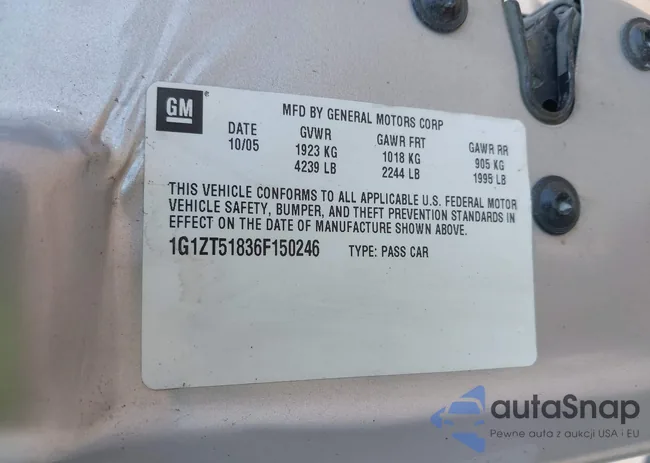 GM
MFD BY GENERAL MOTORS CORP
DATE GVWR GAWR FRT GAWR RR
10/05 1923 KG 1018 KG 905 KG
4239 LB 2244 LB 1995 LB
THIS VEHICLE CONFORMS TO ALL APPLICABLE U.S. FEDERAL MOTOR
VEHICLE SAFETY, BUMPER, AND THEFT PREVENTION STANDARDS IN
EFFECT ON THE DATE OF MANUFACTURE SHOWN ABOVE.
1G1ZT51836F150246 TYPE: PASS CAR
autaSnap
Pewne auta z aukcji USA i EU